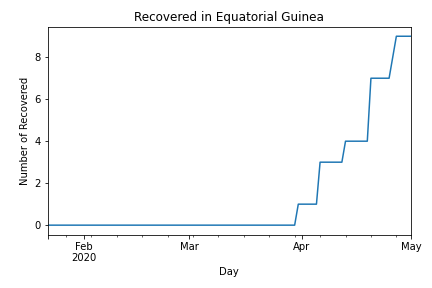 Recovered in Equatorial Guinea
Number of Recovered
8
6
4
2
0
Feb
2020
Mar
Apr
May
Day